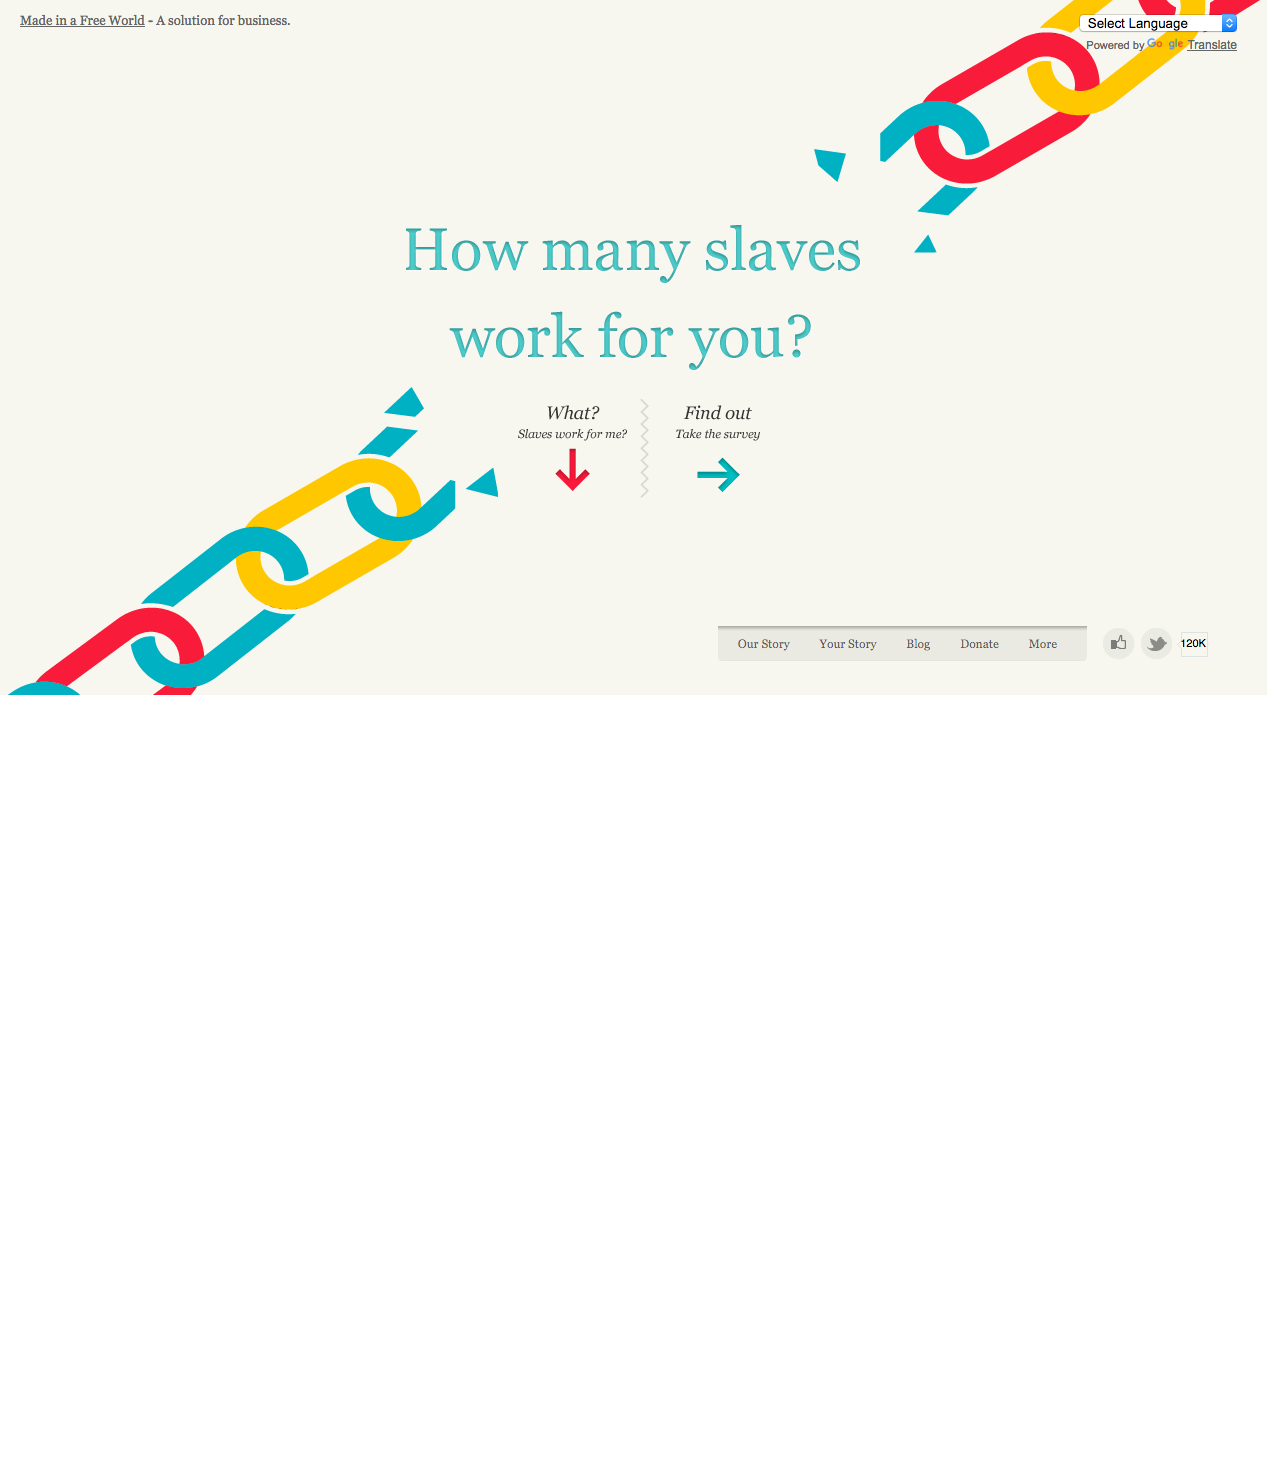 Made in a Free World - A solution for business.
Select Language
Powered by Google Translate
How many slaves
work for you?
What?
Slaves work for me?
Find out
Take the survey
Our Story
Your Story
Blog
Donate
More
120K